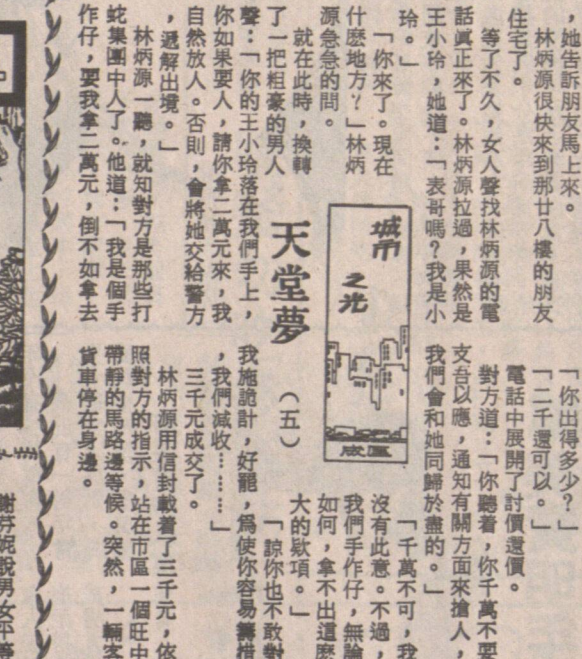 ，她告訴朋友馬上來。
林炳源很快來到那廿八樓的朋友
住宅了。
等了不久，女人聲找林炳源的電
話眞正來了。林炳源拉過，果然是
王小玲，她道：「表哥嗎？我是小
玲。」
「你來了。現在
什麽地方？」林炳
源急急的問。
就在此時，換轉
了一把粗豪的男人
聲：「你的王小玲落在我們手上，
你如果要人，請你拿二萬元來，我
自然放人。否則，會將她交給警方
，遞解出境。」
林炳源一聽，就知對方是那些打
蛇集團中人了。他道：「我是個手
作仔，要我拿二萬元，倒不如拿去
城市
之光
天堂夢
（五）
「你出得多少？」
「二千還可以。」
電話中展開了討價還價。
對方道：「你聽着，你千萬不要
支吾以應，通知有關方面來搶人，
我們會和她同歸於盡的。」
「千萬不可，我
沒有此意。不過，
我們手作仔，無論
如何，拿不出這麽
大的欵項。」
「諒你也不敢對
我施詭計，好罷，爲使你容易籌措
，我們減收………」
三千元成交了。
林炳源用信封載着了三千元，依
照對方的指示，站在市區一個旺中
帶靜的馬路邊等候。突然，一輛客
貨車停在身邊。
謝芬妮說男女平等